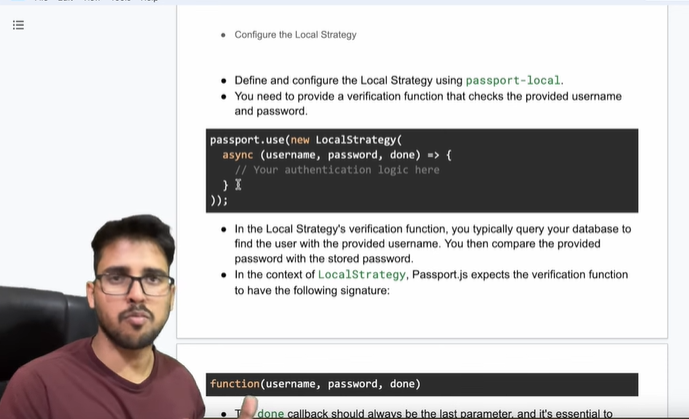 Configure the Local Strategy
Define and configure the Local Strategy using passport-local.
You need to provide a verification function that checks the provided username
and password.
passport.use(new LocalStrategy(
async (username, password, done) => {
// Your authentication logic here
}
));
In the Local Strategy's verification function, you typically query your database to
find the user with the provided username. You then compare the provided
password with the stored password.
In the context of LocalStrategy, Passport.js expects the verification function
to have the following signature:
function(username, password, done)
done callback should always be the last parameter, and it's essential to